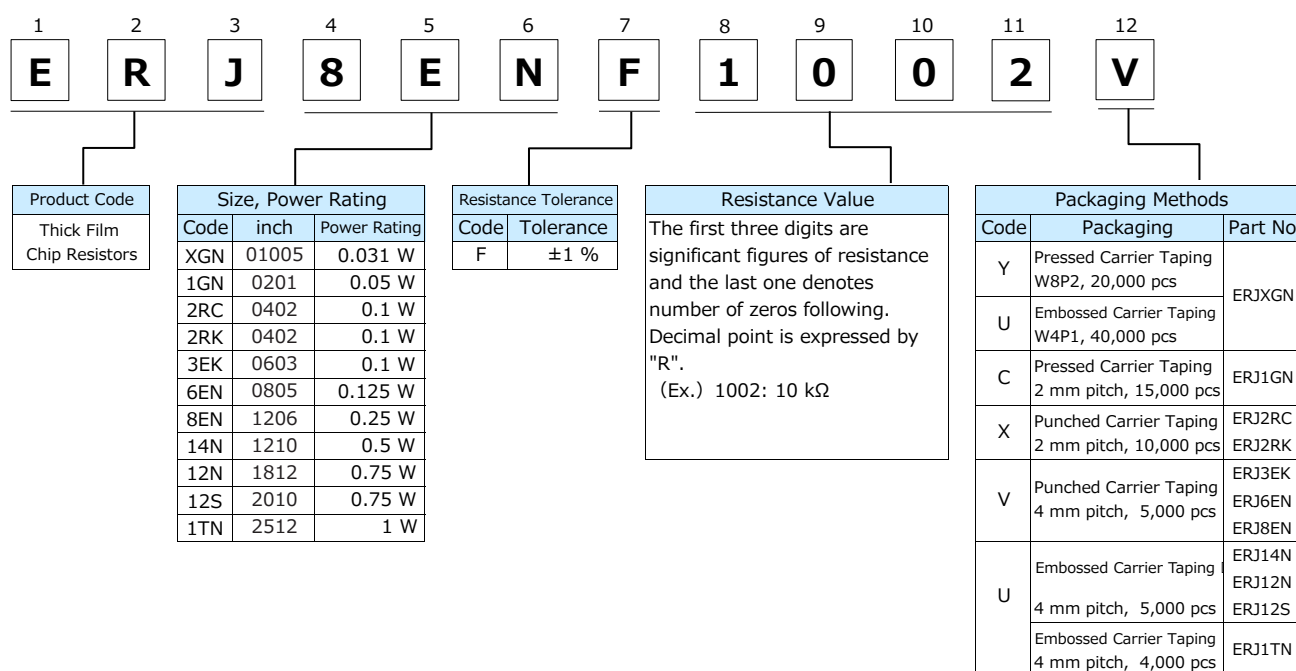 1 2 3 4 5 6 7 8 9 10 11 12
E R J 8 E N F 1 0 0 2 V
Product Code
Thick Film
Chip Resistors
Size, Power Rating
Code inch Power Rating
XGN 01005 0.031 W
1GN 0201 0.05 W
2RC 0402 0.1 W
2RK 0402 0.1 W
3EK 0603 0.1 W
6EN 0805 0.125 W
8EN 1206 0.25 W
14N 1210 0.5 W
12N 1812 0.75 W
12S 2010 0.75 W
1TN 2512 1 W
Resistance Tolerance
Code Tolerance
F ±1 %
Resistance Value
The first three digits are
significant figures of resistance
and the last one denotes
number of zeros following.
Decimal point is expressed by
"R".
（Ex.）1002: 10 kΩ
Packaging Methods
Code Packaging Part No
Y Pressed Carrier Taping
W8P2, 20,000 pcs
ERJXGN
U Embossed Carrier Taping
W4P1, 40,000 pcs
C Pressed Carrier Taping
2 mm pitch, 15,000 pcs
ERJ1GN
X Punched Carrier Taping
2 mm pitch, 10,000 pcs
ERJ2RC
ERJ2RK
V Punched Carrier Taping
4 mm pitch, 5,000 pcs
ERJ3EK
ERJ6EN
ERJ8EN
U Embossed Carrier Taping
4 mm pitch, 5,000 pcs
ERJ14N
ERJ12N
ERJ12S
Embossed Carrier Taping
4 mm pitch, 4,000 pcs
ERJ1TN